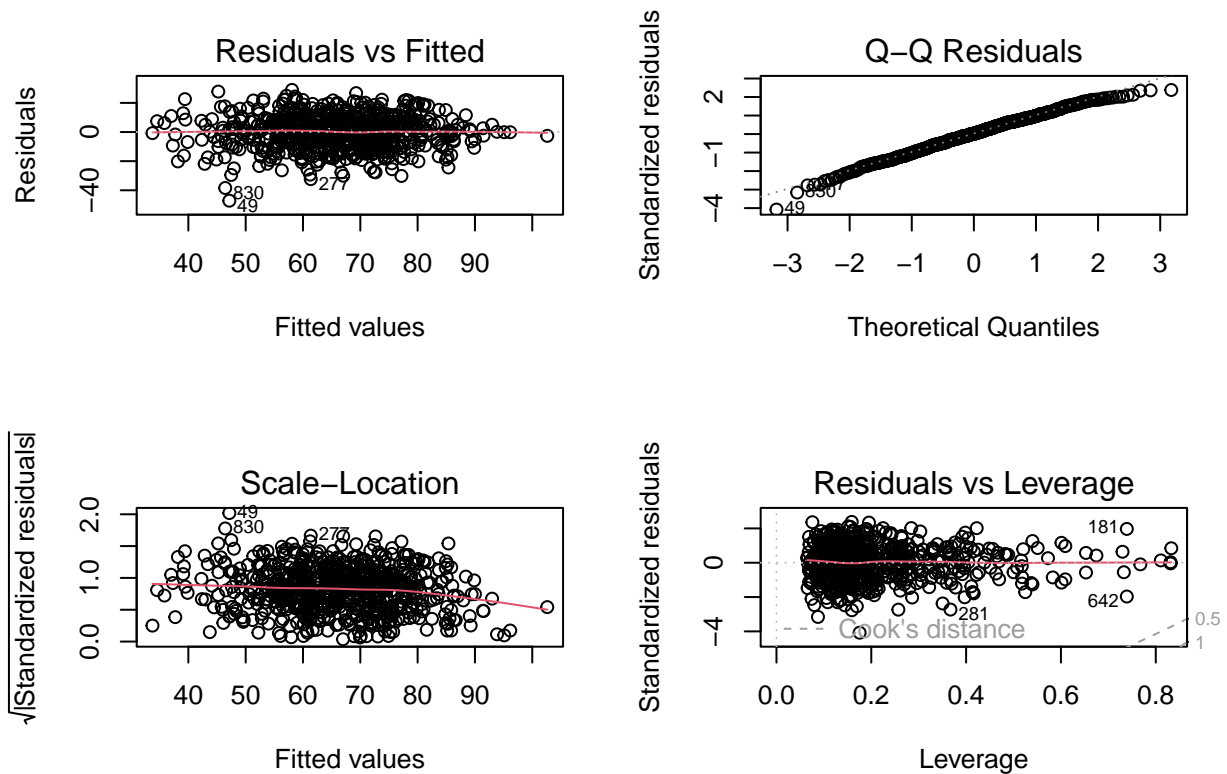 Residuals vs Fitted
Residuals
0
−40
40 50 60 70 80 90
Fitted values
277
830
49
Q−Q Residuals
Standardized residuals
2
−1
−4
−3 −2 −1 0 1 2 3
Theoretical Quantiles
830
49
Scale−Location
√|Standardized residuals|
2.0
1.0
0.0
40 50 60 70 80 90
Fitted values
49
830
277
Residuals vs Leverage
Standardized residuals
0
−4
0.0 0.2 0.4 0.6 0.8
Leverage
181
642
281
Cook's distance
0.5
1